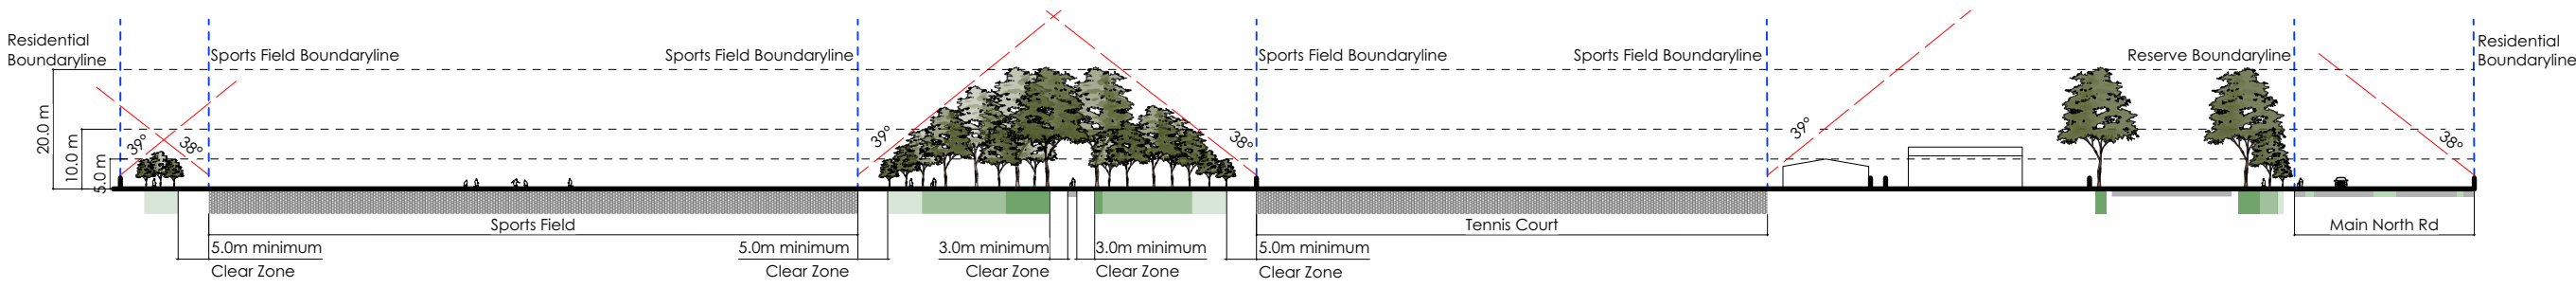 Residential
Boundaryline
Sports Field Boundaryline
Sports Field Boundaryline
Sports Field Boundaryline
Sports Field Boundaryline
Reserve Boundaryline
Residential
Boundaryline
20.0 m
10.0 m
5.0 m
39°
38°
39°
38°
39°
38°
Sports Field
Tennis Court
Main North Rd
5.0m minimum
Clear Zone
5.0m minimum
Clear Zone
3.0m minimum
Clear Zone
3.0m minimum
Clear Zone
5.0m minimum
Clear Zone